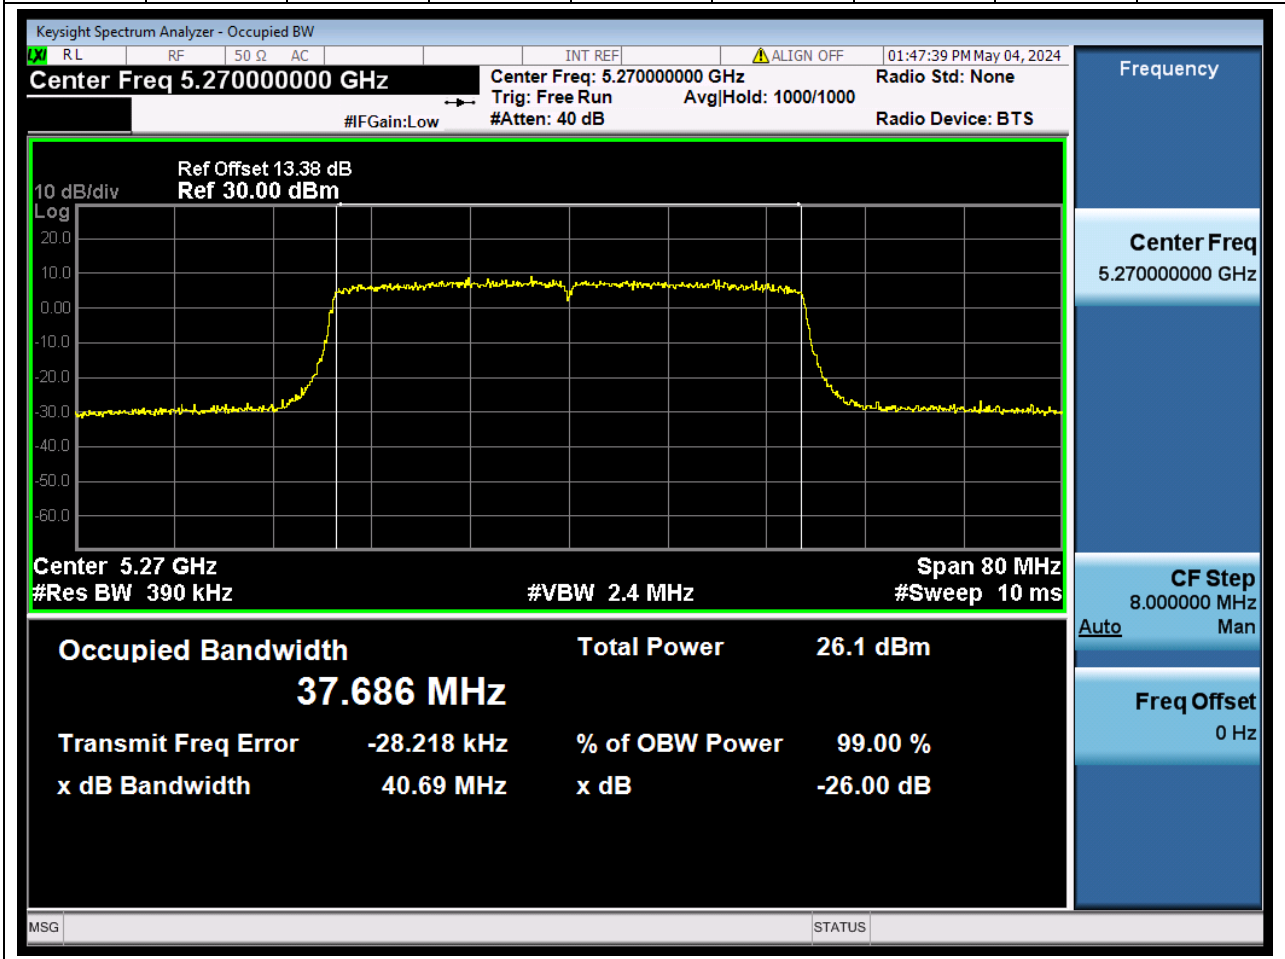 Keysight Spectrum Analyzer - Occupied BW
LXI RL RF 50 Ω AC INT REF ALIGN OFF 01:47:39 PM May 04, 2024
Center Freq 5.270000000 GHz
Center Freq: 5.270000000 GHz
Radio Std: None
Trig: Free Run Avg|Hold: 1000/1000
#IFGain:Low
#Atten: 40 dB
Radio Device: BTS
Ref Offset 13.38 dB
10 dB/div Ref 30.00 dBm
Log
20.0
10.0
0.00
-10.0
-20.0
-30.0
-40.0
-50.0
-60.0
Center 5.27 GHz Span 80 MHz
#Res BW 390 kHz #VBW 2.4 MHz #Sweep 10 ms
Occupied Bandwidth Total Power 26.1 dBm
37.686 MHz
Transmit Freq Error -28.218 kHz % of OBW Power 99.00 %
x dB Bandwidth 40.69 MHz x dB -26.00 dB
MSG STATUS
Frequency
Center Freq
5.270000000 GHz
CF Step
8.000000 MHz
Auto Man
Freq Offset
0 Hz